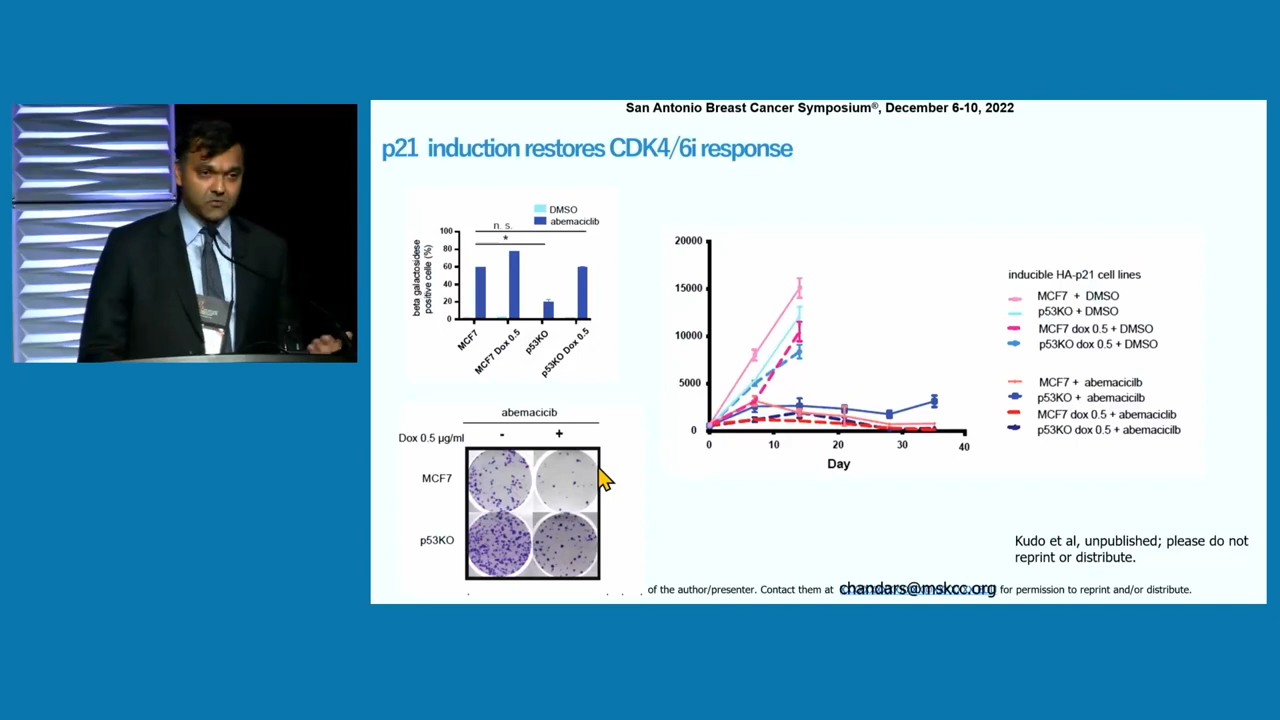 San Antonio Breast Cancer Symposium®, December 6-10, 2022
p21 induction restores CDK4/6i response
DMSO
abemaciclib
n. s.
*
beta galactosidese
positive celle (%)
100
80
60
40
20
0
MCF7
MCF7 Dox 0.5
p53KO
p53KO Dox 0.5
abemacicib
Dox 0.5 µg/ml
-
+
MCF7
p53KO
20000
15000
10000
5000
0
0
10
20
30
40
Day
inducible HA-p21 cell lines
MCF7 + DMSO
p53KO + DMSO
MCF7 dox 0.5 + DMSO
p53KO dox 0.5 + DMSO
MCF7 + abemacicilb
p53KO + abemacicilb
MCF7 dox 0.5 + abemaciclib
p53KO dox 0.5 + abemacicilb
Kudo et al, unpublished; please do not
reprint or distribute.
of the author/presenter. Contact them at chandars@mskcc.org for permission to reprint and/or distribute.